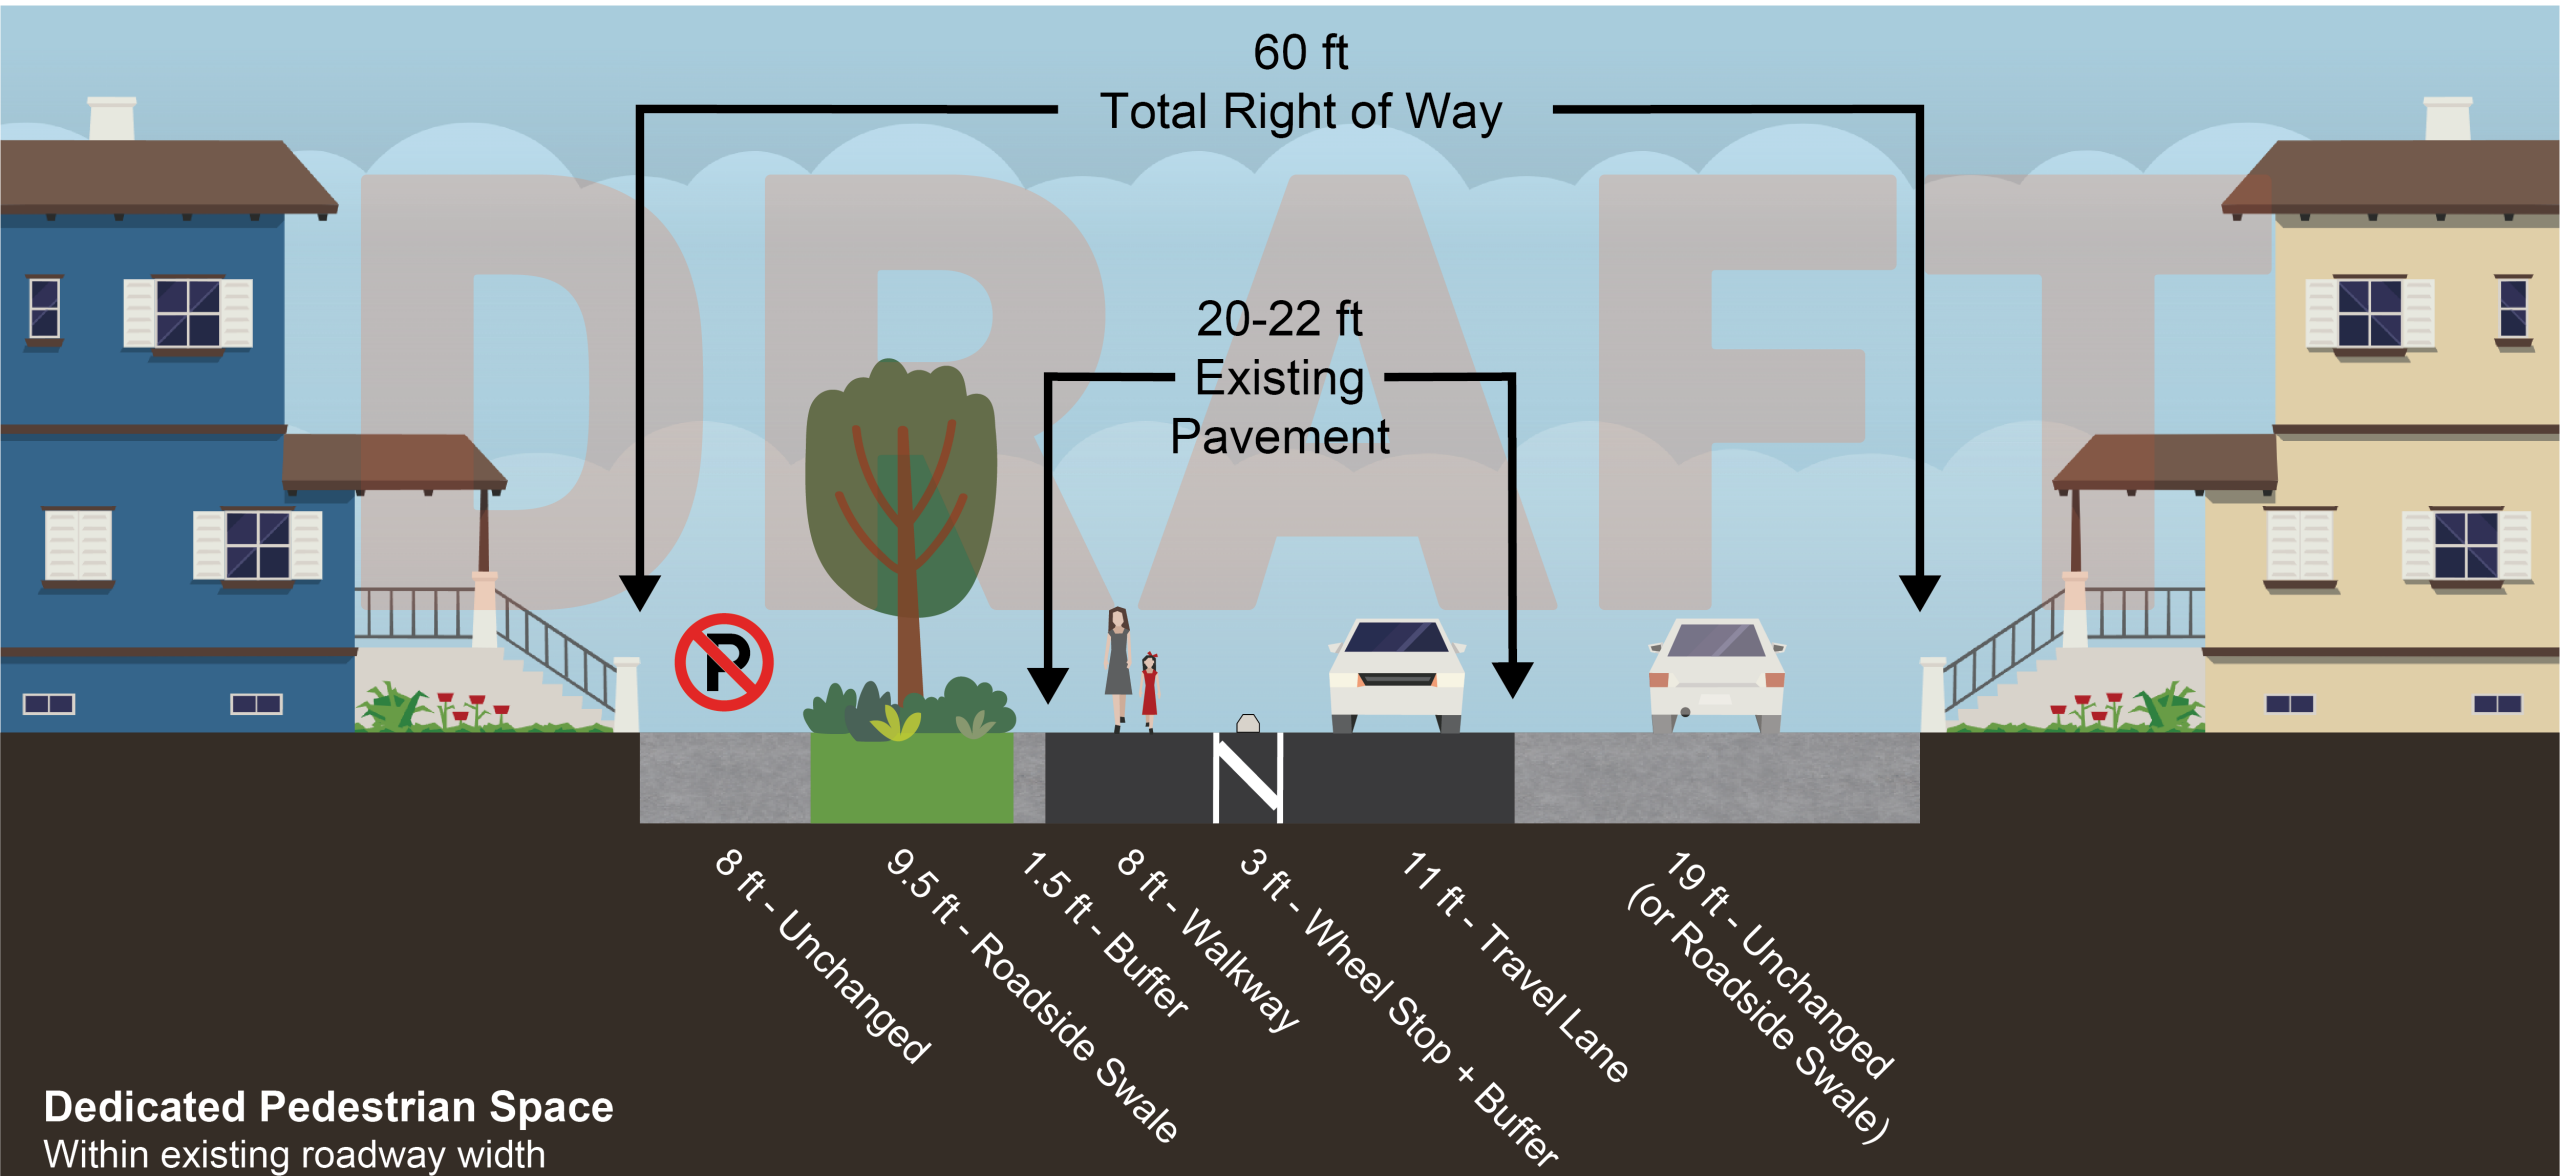 60 ft
Total Right of Way
DRAFT
20-22 ft
Existing
Pavement
P
8 ft - Unchanged
9.5 ft - Roadside Swale
1.5 ft - Buffer
8 ft - Walkway
3 ft - Wheel Stop + Buffer
11 ft - Travel Lane
19 ft - Unchanged
(or Roadside Swale)
Dedicated Pedestrian Space
Within existing roadway width